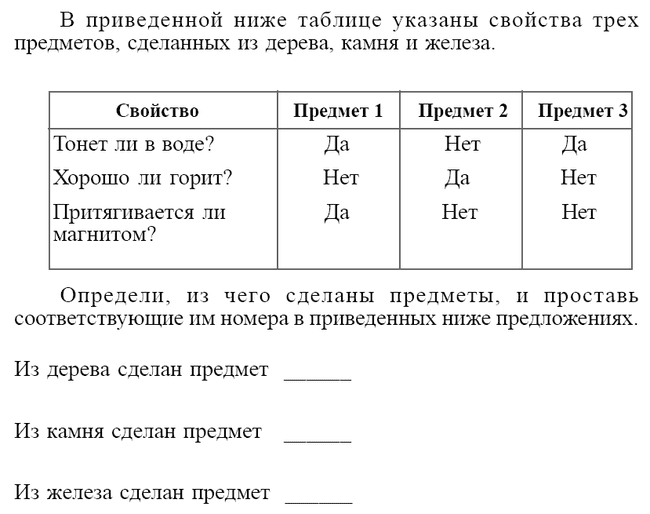 В приведенной ниже таблице указаны свойства трех
предметов, сделанных из дерева, камня и железа.
Свойство Предмет 1 Предмет 2 Предмет 3
Тонет ли в воде? Да Нет Да
Хорошо ли горит? Нет Да Нет
Притягивается ли Да Нет Нет
магнитом?
Определи, из чего сделаны предметы, и проставь
соответствующие им номера в приведенных ниже предложениях.
Из дерева сделан предмет ______
Из камня сделан предмет ______
Из железа сделан предмет ______